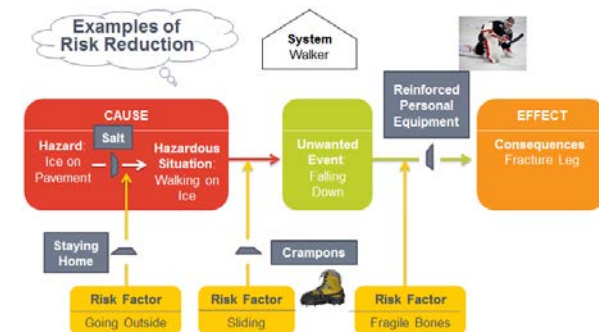 Examples of
Risk Reduction
System
Walker
Reinforced
Personal
Equipment
CAUSE
Salt
Hazard:
Ice on
Pavement
Hazardous
Situation:
Walking on
Ice
Unwanted
Event:
Falling
Down
EFFECT
Consequences:
Fracture Leg
Staying
Home
Crampons
Risk Factor
Going Outside
Risk Factor
Sliding
Risk Factor
Fragile Bones